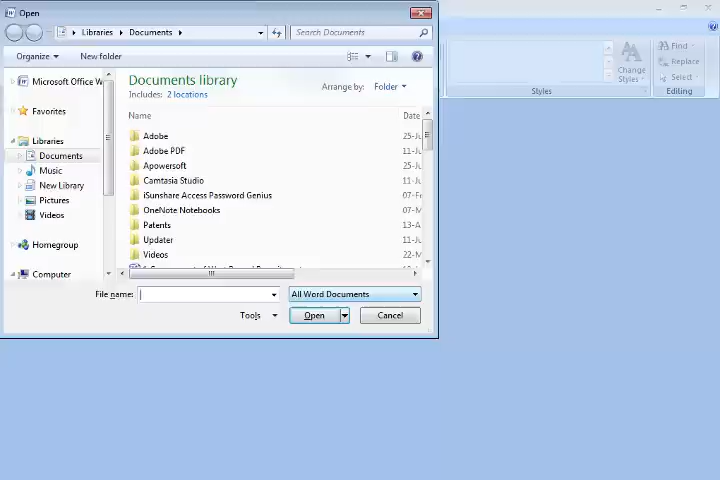 Open
Libraries
Documents
Search Documents
Organize
New folder
Find
Replace
Select
Change
Styles
Styles
Editing
Microsoft Office W
Favorites
Libraries
Documents
Music
New Library
Pictures
Videos
Homegroup
Computer
Documents library
Includes: 2 locations
Arrange by: Folder
Name
Date
Adobe
25-Ju
Adobe PDF
11-Ju
Apowersoft
25-Ju
Camtasia Studio
11-Ju
iSunshare Access Password Genius
07-Fe
OneNote Notebooks
07-M
Patents
13-A
Updater
11-Ju
Videos
22-M
File name:
All Word Documents
Tools
Open
Cancel